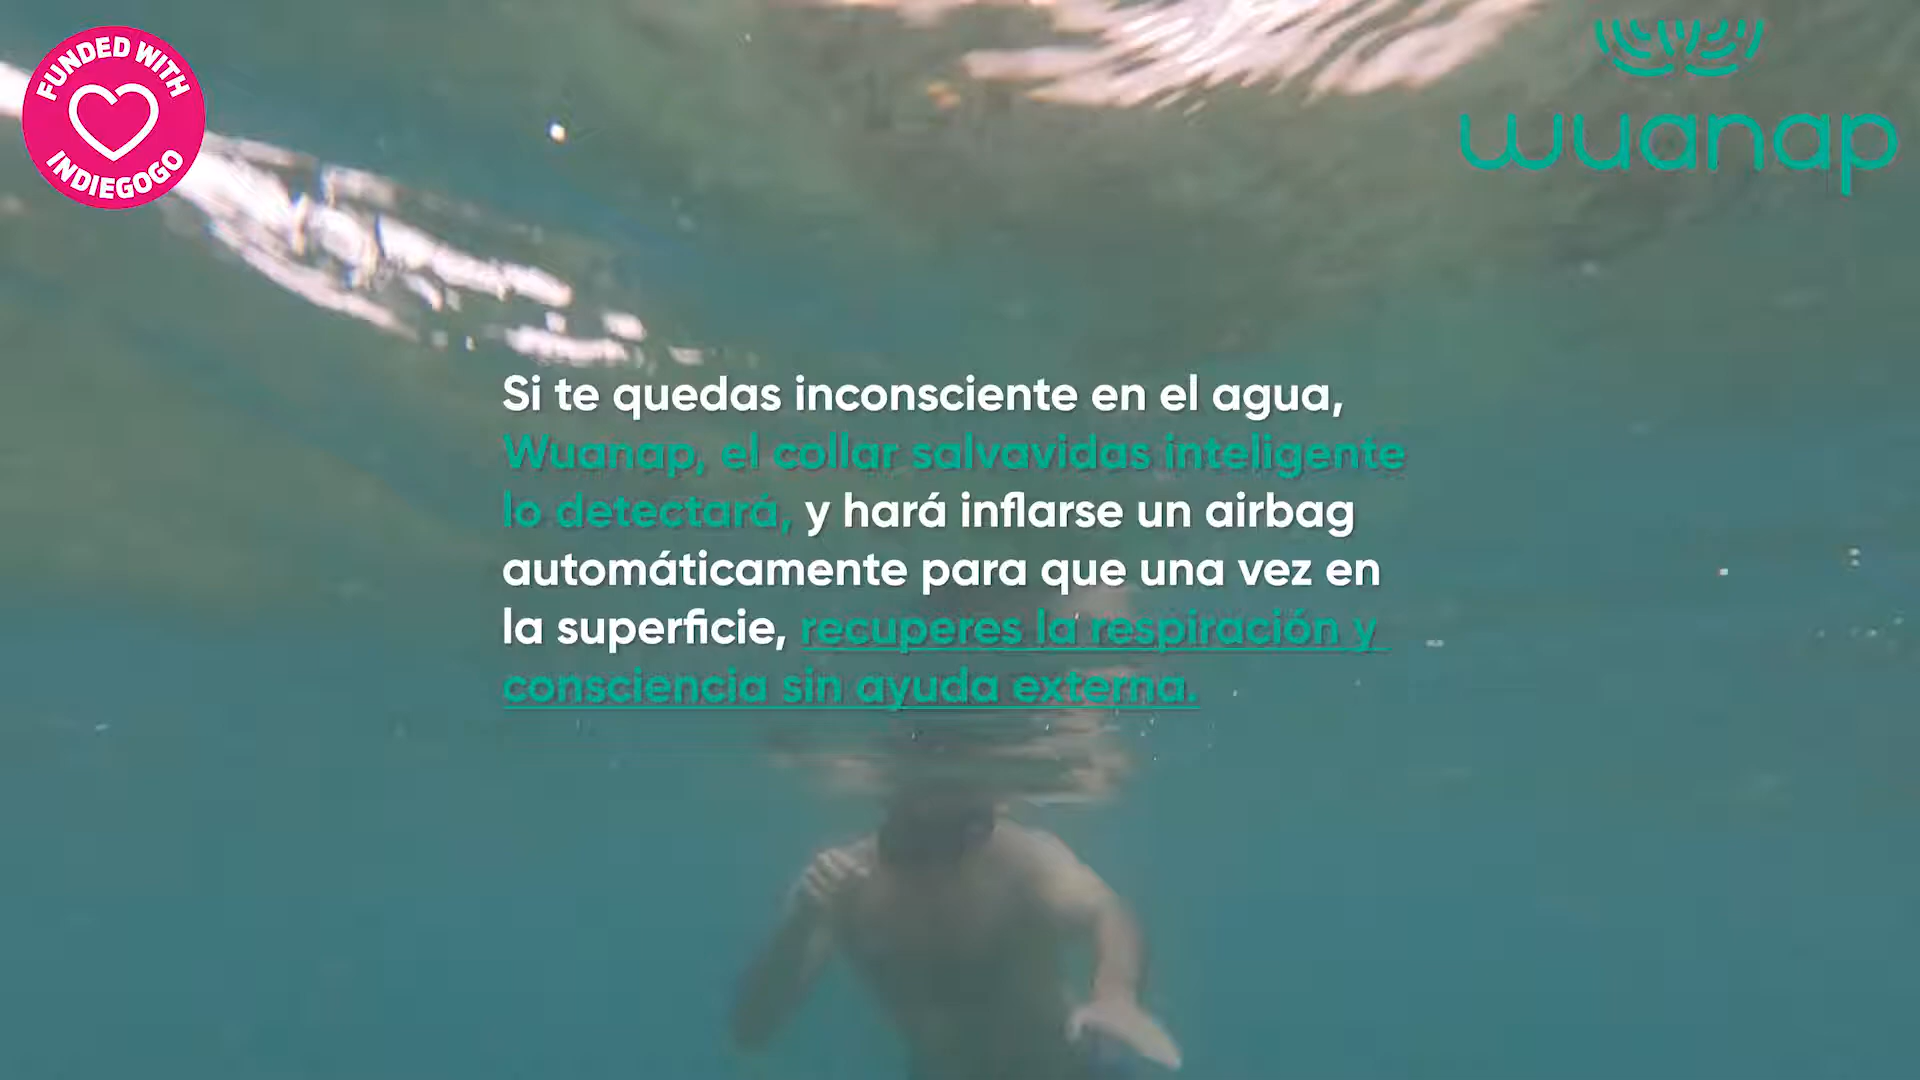 FUNDED WITH
INDIEGOGO
wuanap
Si te quedas inconsciente en el agua,
Wuanap, el collar salvavidas inteligente
lo detectará, y hará inflarse un airbag
automáticamente para que una vez en
la superficie, recuperes la respiración y
consciencia sin ayuda externa.